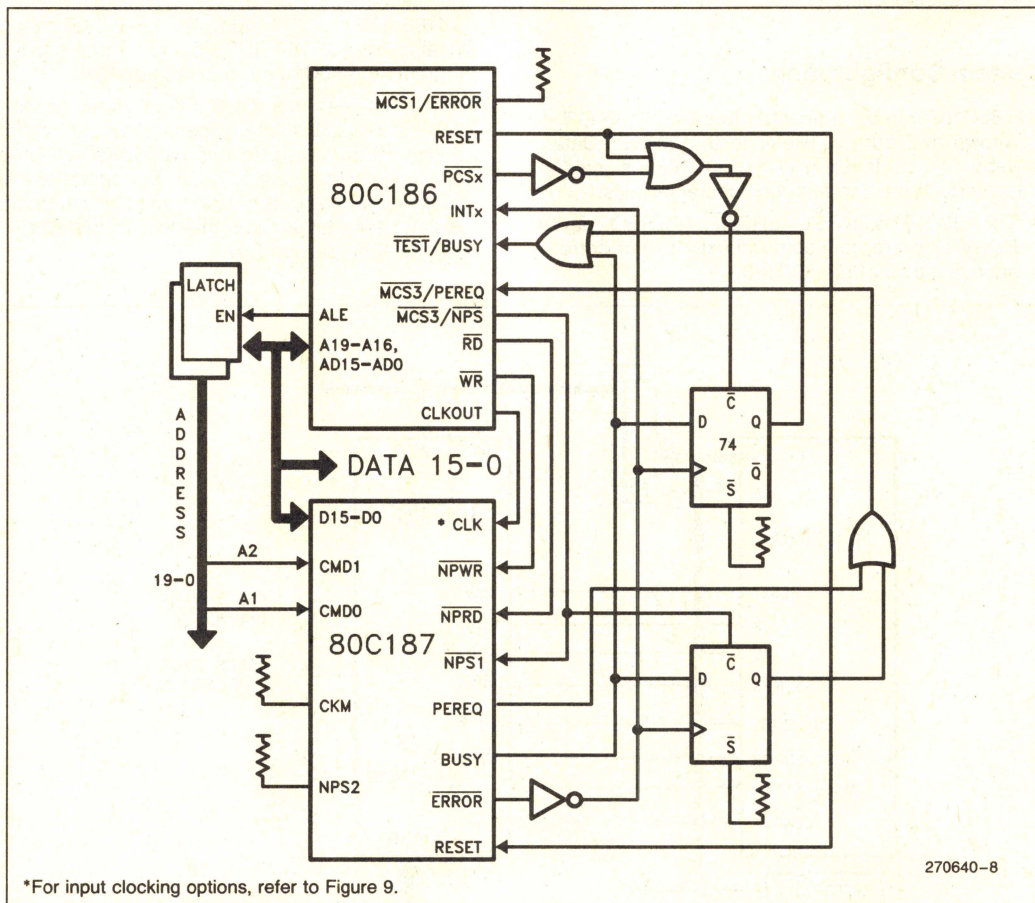 MCS1/ERROR
RESET
PCSx
80C186
INTx
TEST/BUSY
LATCH
EN
MCS3/PEREQ
MCS3/NPS
ALE
A19-A16,
AD15-AD0
RD
WR
CLKOUT
C
D
Q
74
Q
S
ADDRESS
19-0
DATA 15-0
D15-D0
* CLK
A2
CMD1
NPWR
A1
CMD0
NPRD
80C187
NPS1
C
D
Q
S
CKM
PEREQ
BUSY
NPS2
ERROR
RESET
270640-8
*For input clocking options, refer to Figure 9.